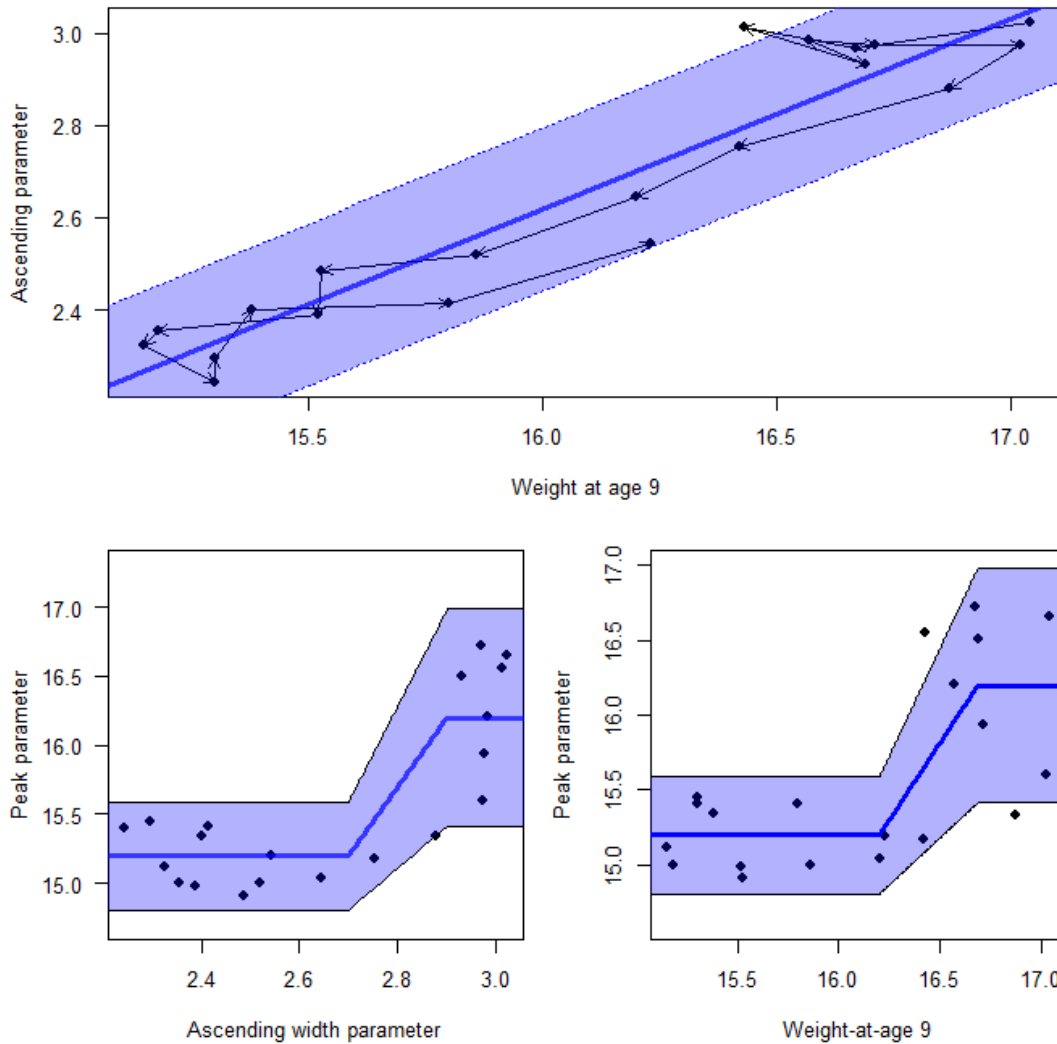 Ascending parameter
3.0
2.8
2.6
2.4
15.5 16.0 16.5 17.0
Weight at age 9
Peak parameter
17.0
16.5
16.0
15.5
15.0
2.4 2.6 2.8 3.0
Ascending width parameter
Peak parameter
17.0
16.5
16.0
15.5
15.0
15.5 16.0 16.5 17.0
Weight-at-age 9